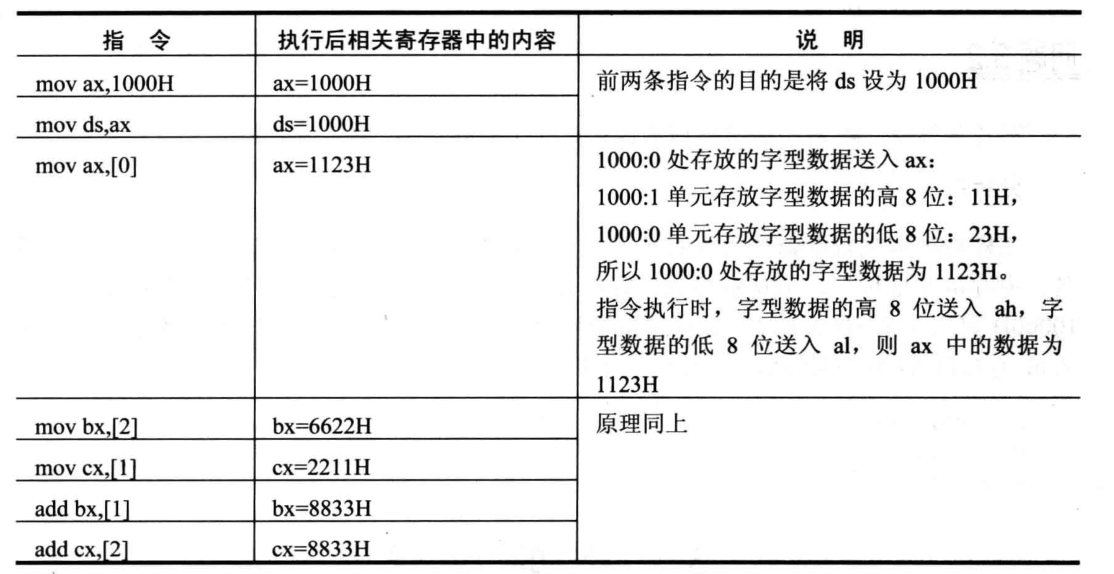 指 令 执行后相关寄存器中的内容 说 明
mov ax,1000H ax=1000H 前两条指令的目的是将 ds 设为 1000H
mov ds,ax ds=1000H
mov ax,[0] ax=1123H 1000:0 处存放的字型数据送入 ax：
1000:1 单元存放字型数据的高 8 位：11H，
1000:0 单元存放字型数据的低 8 位：23H，
所以 1000:0 处存放的字型数据为 1123H。
指令执行时，字型数据的高 8 位送入 ah，字
型数据的低 8 位送入 al，则 ax 中的数据为
1123H
mov bx,[2] bx=6622H 原理同上
mov cx,[1] cx=2211H
add bx,[1] bx=8833H
add cx,[2] cx=8833H